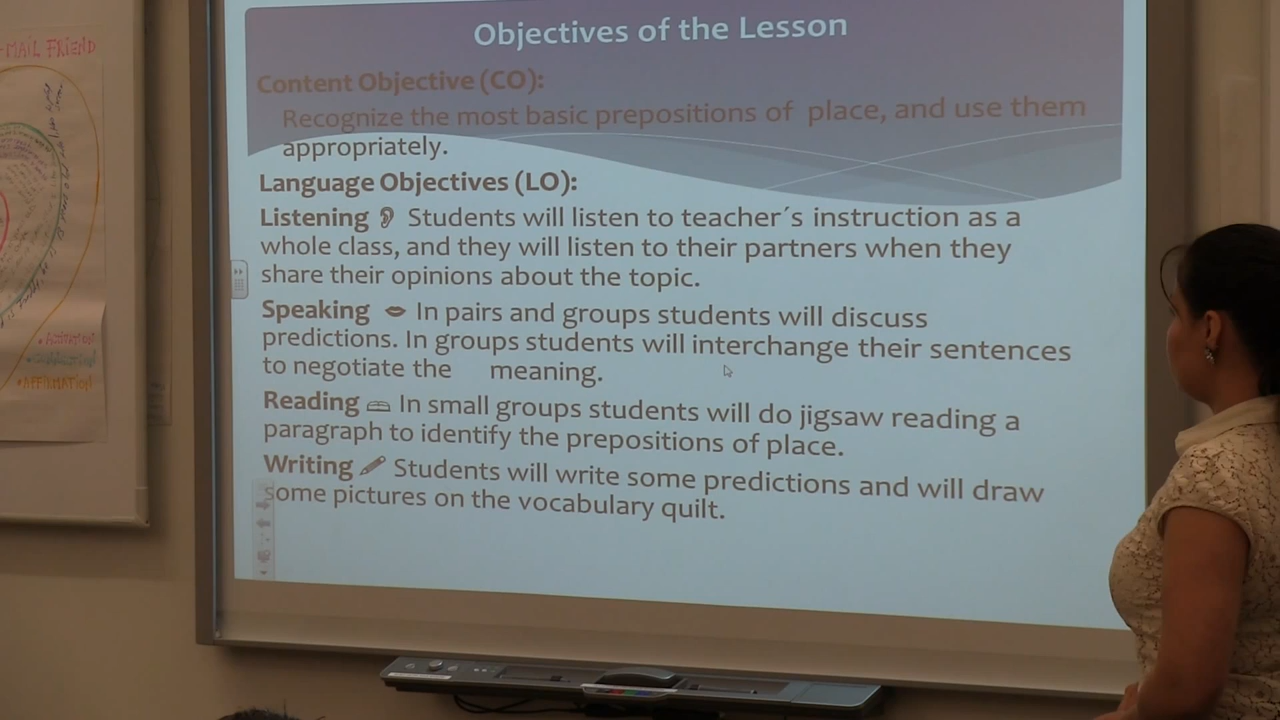 -MAIL FRIEND
Objectives of the Lesson
Content Objective (CO):
Recognize the most basic prepositions of place, and use them
appropriately.
Language Objectives (LO):
Listening Students will listen to teacher´s instruction as a
whole class, and they will listen to their partners when they
share their opinions about the topic.
Speaking In pairs and groups students will discuss
predictions. In groups students will interchange their sentences
to negotiate the meaning.
Reading In small groups students will do jigsaw reading a
paragraph to identify the prepositions of place.
Writing Students will write some predictions and will draw
some pictures on the vocabulary quilt.